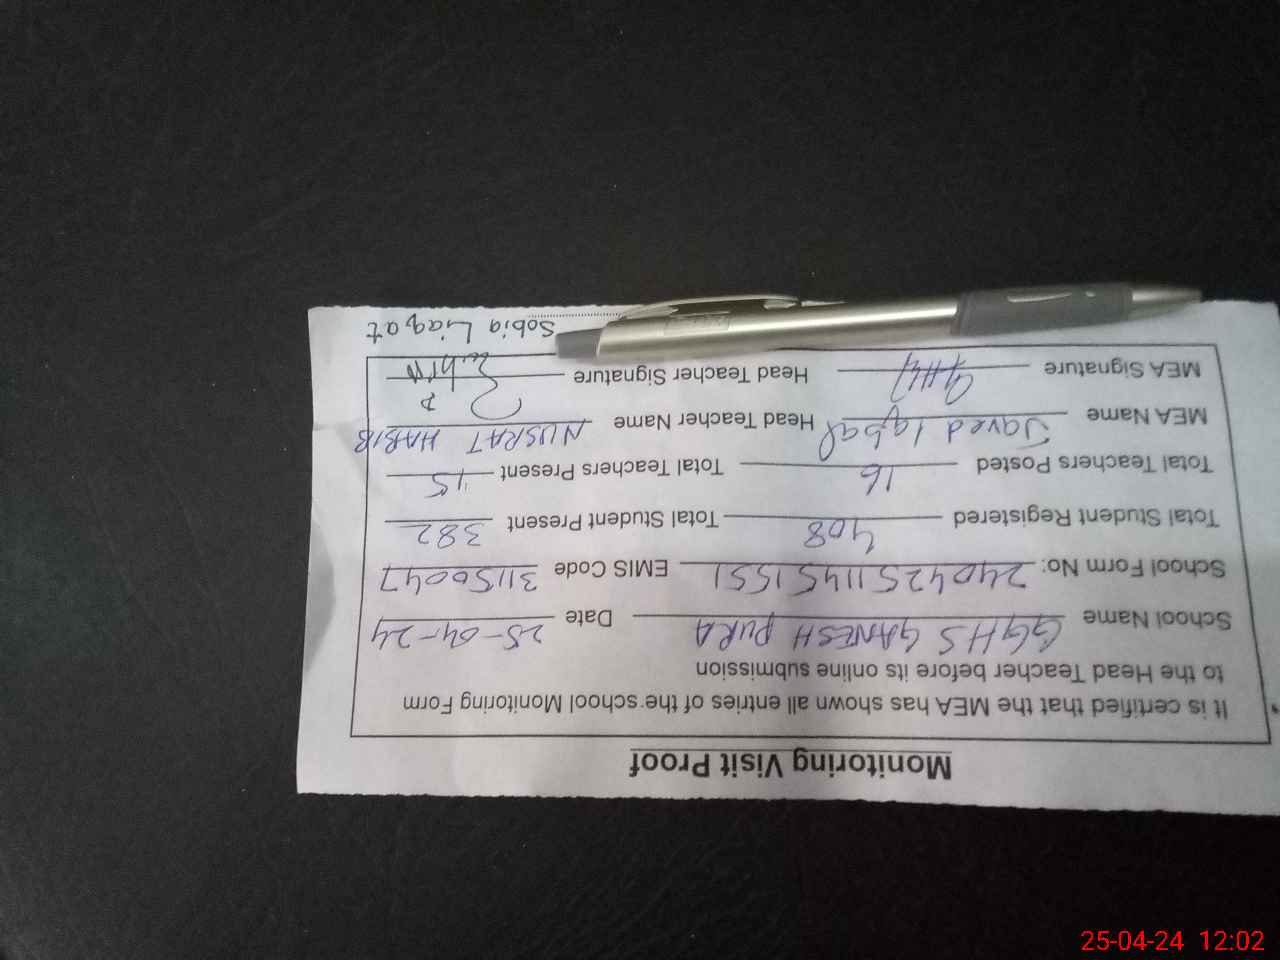 Monitoring Visit Proof
It is certified that the MEA has shown all entries of the school Monitoring Form
to the Head Teacher before its online submission
School Name GGHS GANESH PURA Date 25-04-24
School Form No: 24042511451551 EMIS Code 31150047
Total Student Registered 408 Total Student Present 382
Total Teachers Posted 16 Total Teachers Present 15
MEA Name Javed Iqbal Head Teacher Name NUSRAT HABIB
MEA Signature Head Teacher Signature
Sobia Liaqat
25-04-24 12:02